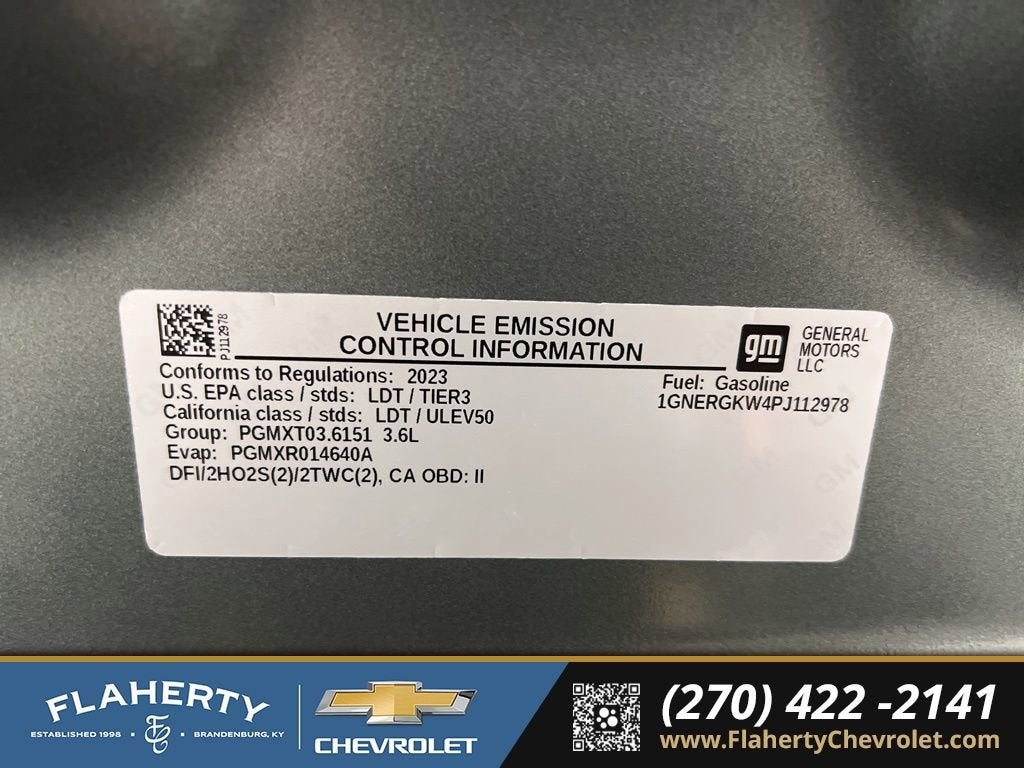 PJ112978
VEHICLE EMISSION
CONTROL INFORMATION
gm
GENERAL
MOTORS
LLC
Conforms to Regulations: 2023
U.S. EPA class / stds: LDT / TIER3
California class / stds: LDT / ULEV50
Group: PGMXT03.6151 3.6L
Evap: PGMXR014640A
DFI/2HO2S(2)/2TWC(2), CA OBD: II
Fuel: Gasoline
1GNERGKW4PJ112978
FLAHERTY
ESTABLISHED 1998 • FC • BRANDENBURG, KY
CHEVROLET
(270) 422 -2141
www.FlahertyChevrolet.com